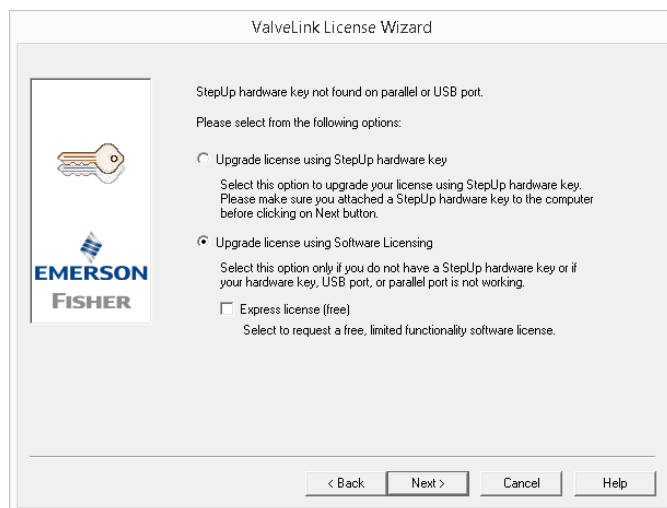 ValveLink License Wizard
StepUp hardware key not found on parallel or USB port.
Please select from the following options:
Upgrade license using StepUp hardware key
Select this option to upgrade your license using StepUp hardware key.
Please make sure you attached a StepUp hardware key to the computer
before clicking on Next button.
Upgrade license using Software Licensing
Select this option only if you do not have a StepUp hardware key or if
your hardware key, USB port, or parallel port is not working.
Express license (free)
Select to request a free, limited functionality software license.
EMERSON
FISHER
< Back Next > Cancel Help